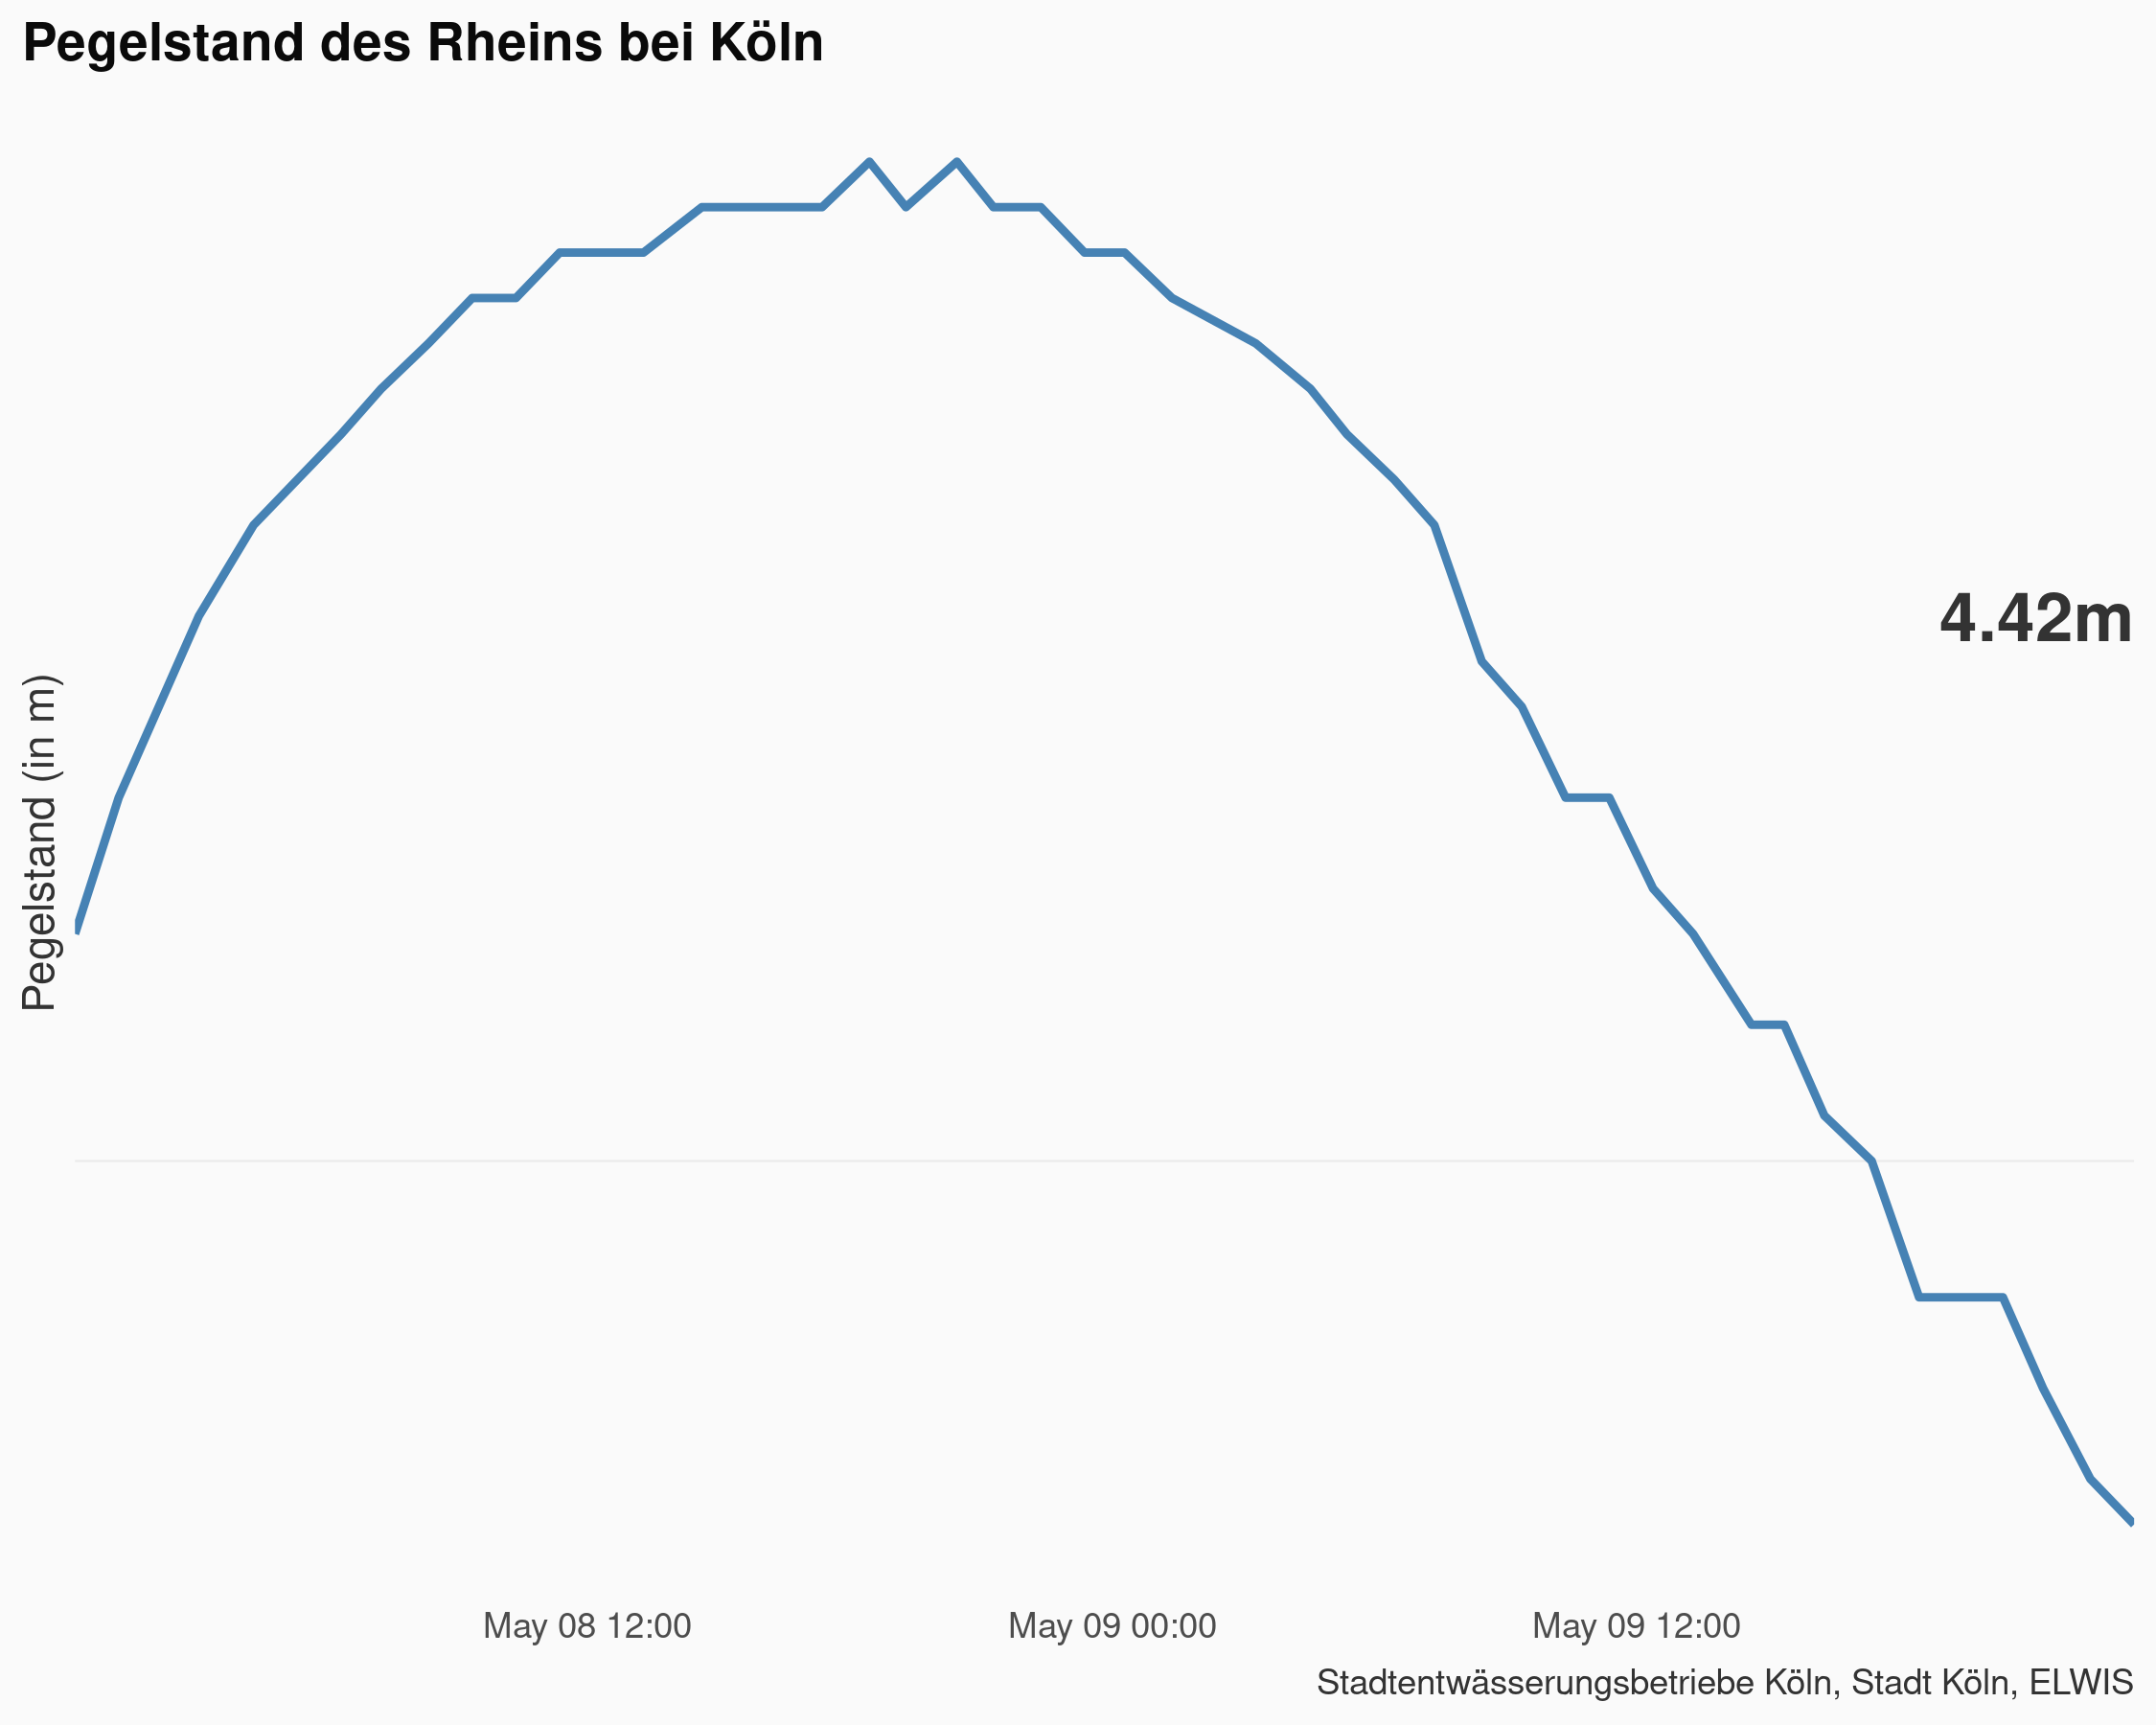 Pegelstand des Rheins bei Köln
4.42m
Pegelstand (in m)
May 08 12:00
May 09 00:00
May 09 12:00
Stadtentwässerungsbetriebe Köln, Stadt Köln, ELWIS